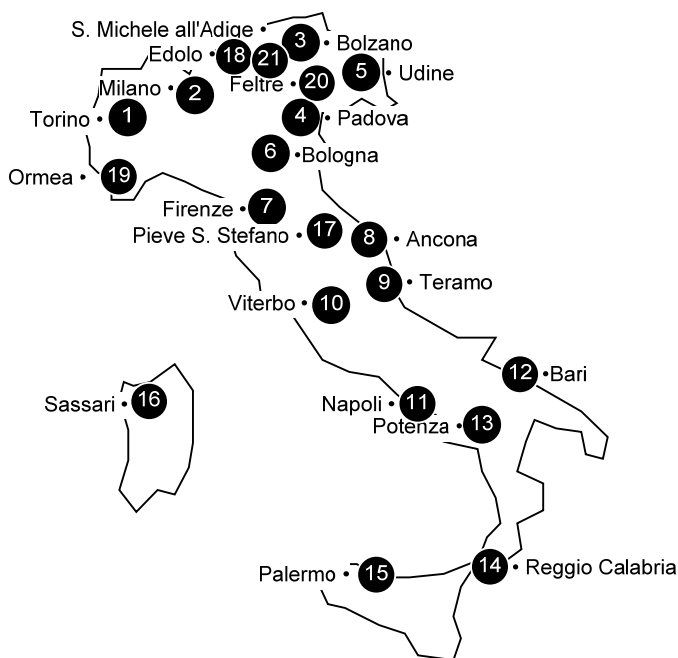 S. Michele all'Adige •
3
• Bolzano
Edolo •
18
21
5
• Udine
Feltre •
20
Milano •
2
Torino •
1
4
• Padova
6
•Bologna
Ormea •
19
Firenze •
7
Pieve S. Stefano •
17
8
• Ancona
9
• Teramo
Viterbo •
10
12
•Bari
Sassari •
16
Napoli •
11
Potenza •
13
14
• Reggio Calabria
Palermo •
15